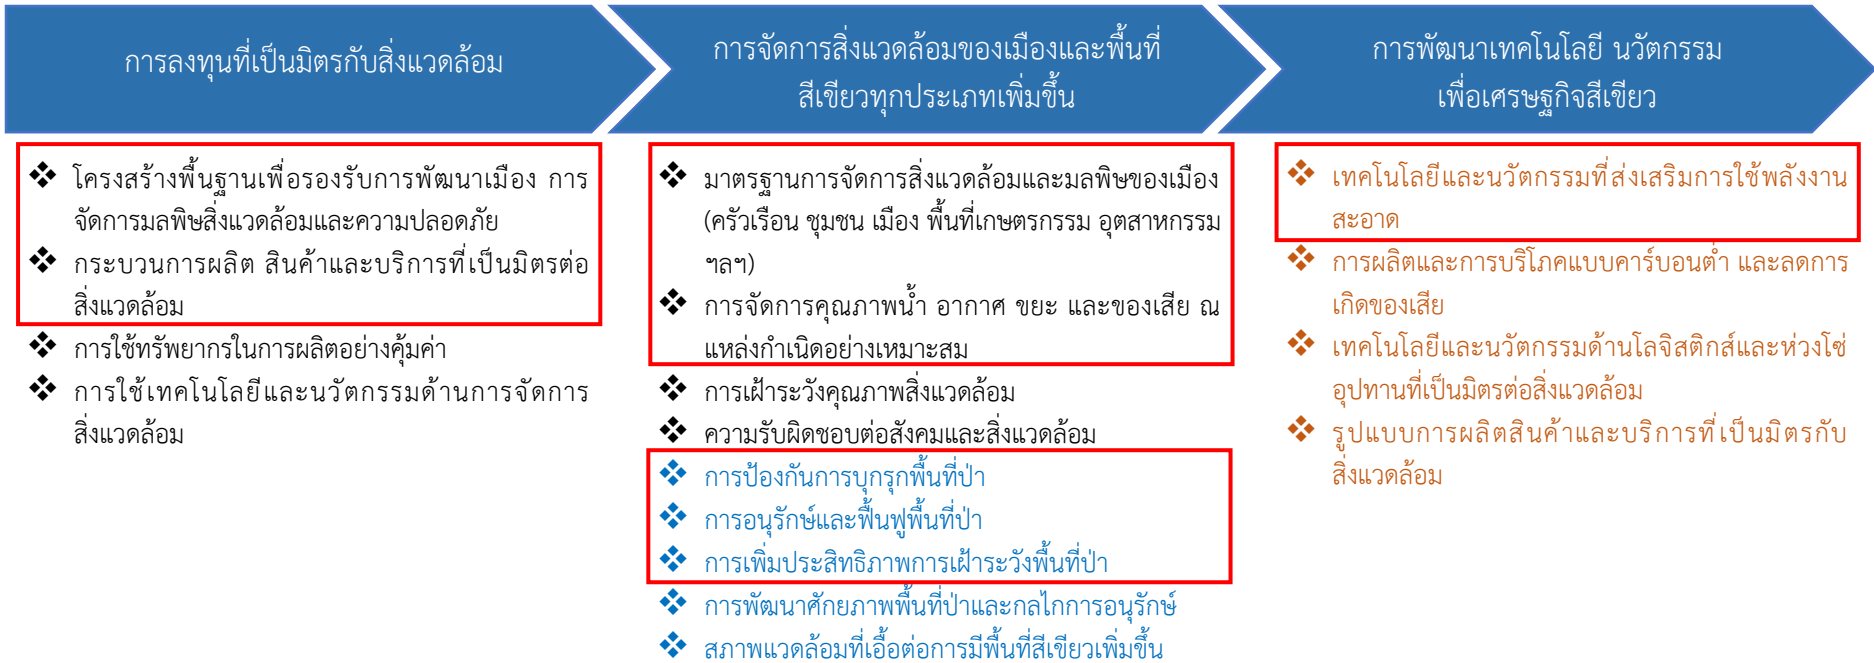 การลงทุนที่เป็นมิตรกับสิ่งแวดล้อม
การจัดการสิ่งแวดล้อมของเมืองและพื้นที่
สีเขียวทุกประเภทเพิ่มขึ้น
การพัฒนาเทคโนโลยี นวัตกรรม
เพื่อเศรษฐกิจสีเขียว
❖ โครงสร้างพื้นฐานเพื่อรองรับการพัฒนาเมือง การ
จัดการมลพิษสิ่งแวดล้อมและความปลอดภัย
❖ กระบวนการผลิต สินค้าและบริการที่เป็นมิตรต่อ
สิ่งแวดล้อม
❖ การใช้ทรัพยากรในการผลิตอย่างคุ้มค่า
❖ การใช้เทคโนโลยีและนวัตกรรมด้านการจัดการ
สิ่งแวดล้อม
❖ มาตรฐานการจัดการสิ่งแวดล้อมและมลพิษของเมือง
(ครัวเรือน ชุมชน เมือง พื้นที่เกษตรกรรม อุตสาหกรรม
ฯลฯ)
❖ การจัดการคุณภาพน้ำ อากาศ ขยะ และของเสีย ณ
แหล่งกำเนิดอย่างเหมาะสม
❖ การเฝ้าระวังคุณภาพสิ่งแวดล้อม
❖ ความรับผิดชอบต่อสังคมและสิ่งแวดล้อม
❖ การป้องกันการบุกรุกพื้นที่ป่า
❖ การอนุรักษ์และฟื้นฟูพื้นที่ป่า
❖ การเพิ่มประสิทธิภาพการเฝ้าระวังพื้นที่ป่า
❖ การพัฒนาศักยภาพพื้นที่ป่าและกลไกการอนุรักษ์
❖ สภาพแวดล้อมที่เอื้อต่อการมีพื้นที่สีเขียวเพิ่มขึ้น
❖ เทคโนโลยีและนวัตกรรมที่ส่งเสริมการใช้พลังงาน
สะอาด
❖ การผลิตและการบริโภคแบบคาร์บอนต่ำ และลดการ
เกิดของเสีย
❖ เทคโนโลยีและนวัตกรรมด้านโลจิสติกส์และห่วงโซ่
อุปทานที่เป็นมิตรต่อสิ่งแวดล้อม
❖ รูปแบบการผลิตสินค้าและบริการที่เป็นมิตรกับ
สิ่งแวดล้อม